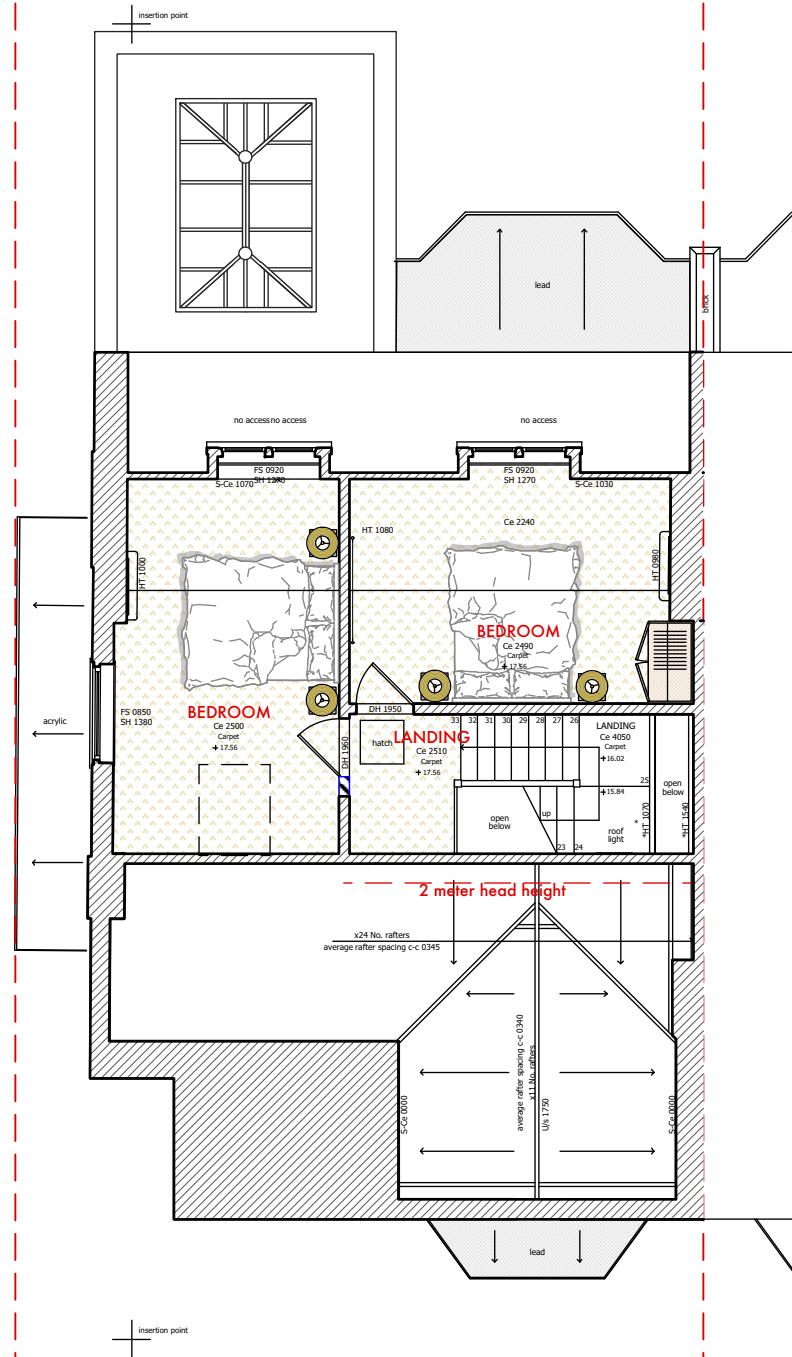 insertion point
lead
brick
no access no access
no access
FS 0920
SH 1270
S-Ce 1070
FS 0920
SH 1270
S-Ce 1030
Ce 2240
HT 1080
HT 1000
HT 0980
BEDROOM
Ce 2490
Carpet
+ 17.56
DH 1950
FS 0850
SH 1380
acrylic
BEDROOM
Ce 2500
Carpet
+ 17.56
DH 1960
hatch
LANDING
Ce 2510
Carpet
+ 17.56
33 32 31 30 29 28 27 26
LANDING
Ce 4050
Carpet
+ 16.02
25
+ 15.84
open
below
up
open
below
23 24
roof
light
*
*HT 1070
*HT 1540
2 meter head height
x24 No. rafters
average rafter spacing c-c 0345
average rafter spacing c-c 0340
x11 No. rafters
U/s 1750
S-Ce 0000
S-Ce 0000
lead
insertion point